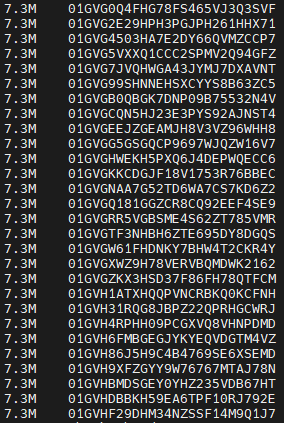 7.3M 01GVG0Q4FHG78FS465VJ3Q3SVF
7.3M 01GVG2E29HPH3PGJPH261HHX71
7.3M 01GVG4503HA7E2DY66QVMZCCP7
7.3M 01GVG5VXXQ1CCC2SPMV2Q94GFZ
7.3M 01GVG7JVQHWGA43JYMJ7DXAVNT
7.3M 01GVG99SHNNEHSXCYYS8B63ZC5
7.3M 01GVGB0QBGK7DNP09B75532N4V
7.3M 01GVGCQN5HJ23E3PYS92AJNST4
7.3M 01GVGEEJZGEAMJH8V3VZ96WHH8
7.3M 01GVGG5GSGQCP9697WJQZW16V7
7.3M 01GVGHWEKH5PXQ6J4DEPWQECC6
7.3M 01GVGKKCDGJF18V1753R76BBEC
7.3M 01GVGNAA7G52TD6WA7CS7KD6Z2
7.3M 01GVGQ181GGZCR8CQ92EEF4SE9
7.3M 01GVGRR5VGBSME4S62ZT785VMR
7.3M 01GVGTF3NHBH6ZTE695DY8DGQS
7.3M 01GVGW61FHDNKY7BHW4T2CKR4Y
7.3M 01GVGXWZ9H78VERVBQMDWK2162
7.3M 01GVGZKX3HSD37F86FH78QTFCM
7.3M 01GVH1ATXHQQPVNCRBKQ0KCFNH
7.3M 01GVH31RQG8JBPZ22QPRHGCWRJ
7.3M 01GVH4RPHH09PCGXVQ8VHNPDMD
7.3M 01GVH6FMBGEGJYKYEQVDGTM4VZ
7.3M 01GVH86J5H9C4B4769SE6XSEMD
7.3M 01GVH9XFZGYY9W76767MTAJ78N
7.3M 01GVHBMDSGEY0YHZ235VDB67HT
7.3M 01GVHDBBKH59EA6TPF10RJ792E
7.3M 01GVHF29DHM34NZSSF14M9Q1J7